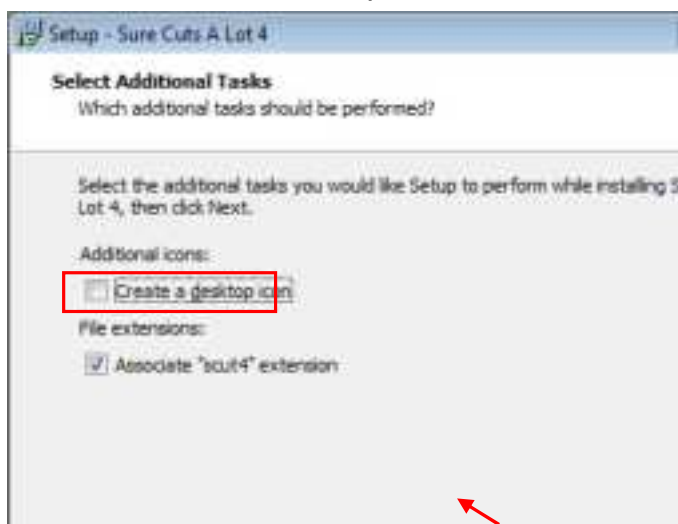 Setup - Sure Cuts A Lot 4
Select Additional Tasks
Which additional tasks should be performed?
Select the additional tasks you would like Setup to perform while installing S
Lot 4, then click Next.
Additional icons:
Create a desktop icon
File extensions:
Associate "scut4" extension